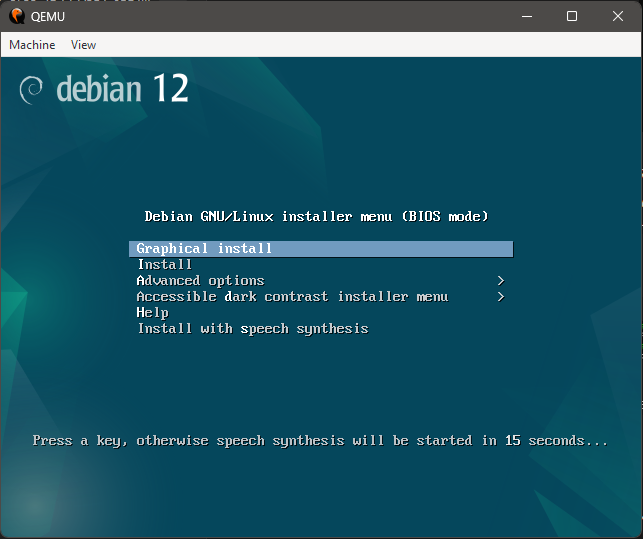 QEMU
Machine View
debian 12
Debian GNU/Linux installer menu (BIOS mode)
Graphical install
Install
Advanced options >
Accessible dark contrast installer menu >
Help
Install with speech synthesis
Press a key, otherwise speech synthesis will be started in 15 seconds...